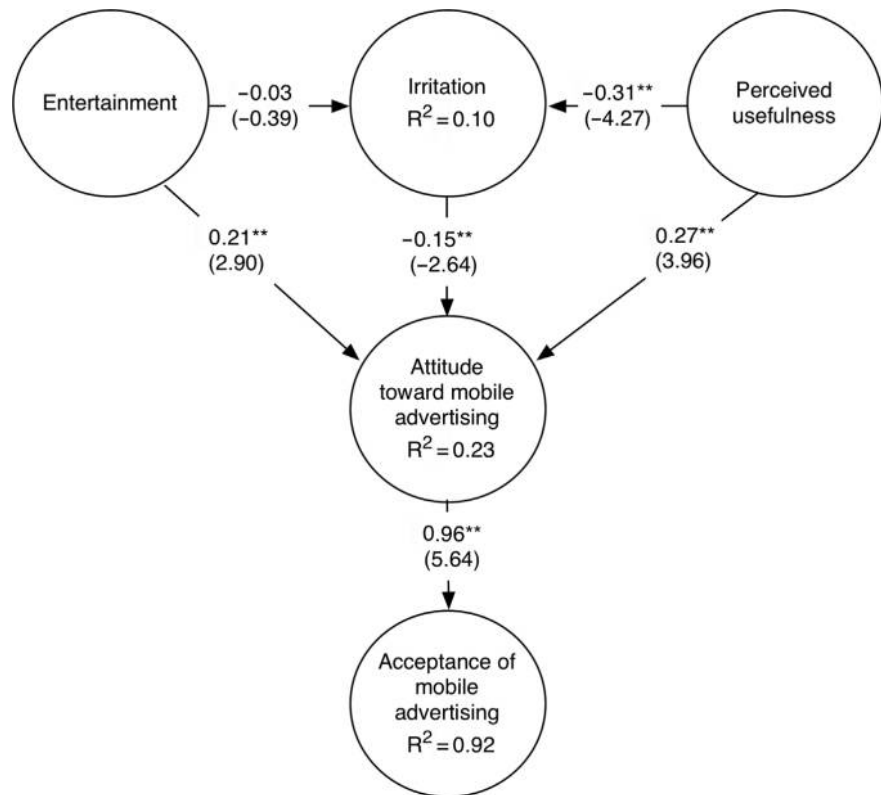 Entertainment
−0.03
(−0.39)
Irritation
R² = 0.10
−0.31**
(−4.27)
Perceived
usefulness
0.21**
(2.90)
−0.15**
(−2.64)
0.27**
(3.96)
Attitude
toward mobile
advertising
R² = 0.23
0.96**
(5.64)
Acceptance of
mobile
advertising
R² = 0.92